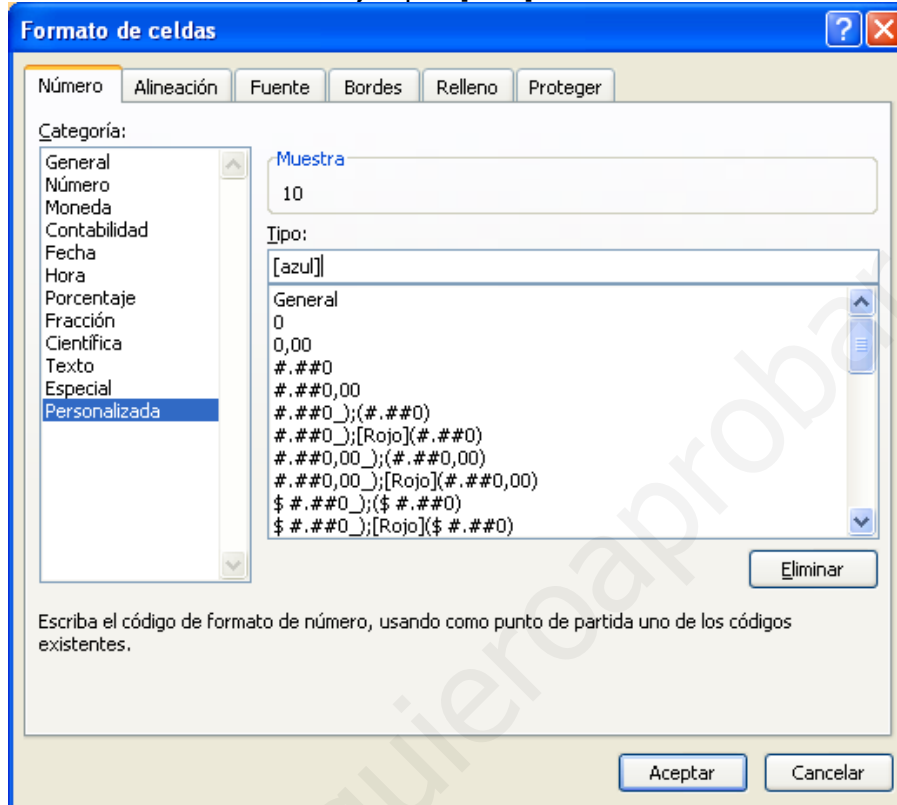 Formato de celdas
Número Alineación Fuente Bordes Relleno Proteger
Categoría:
General
Número
Moneda
Contabilidad
Fecha
Hora
Porcentaje
Fracción
Científica
Texto
Especial
Personalizada
Muestra
10
Tipo:
[azul]
General
0
0,00
#.##0
#.##0,00
#.##0_);(#.##0)
#.##0_);[Rojo](#.##0)
#.##0,00_);(#.##0,00)
#.##0,00_);[Rojo](#.##0,00)
$ #.##0_);($ #.##0)
$ #.##0_);[Rojo]($ #.##0)
Eliminar
Escriba el código de formato de número, usando como punto de partida uno de los códigos
existentes.
Aceptar Cancelar